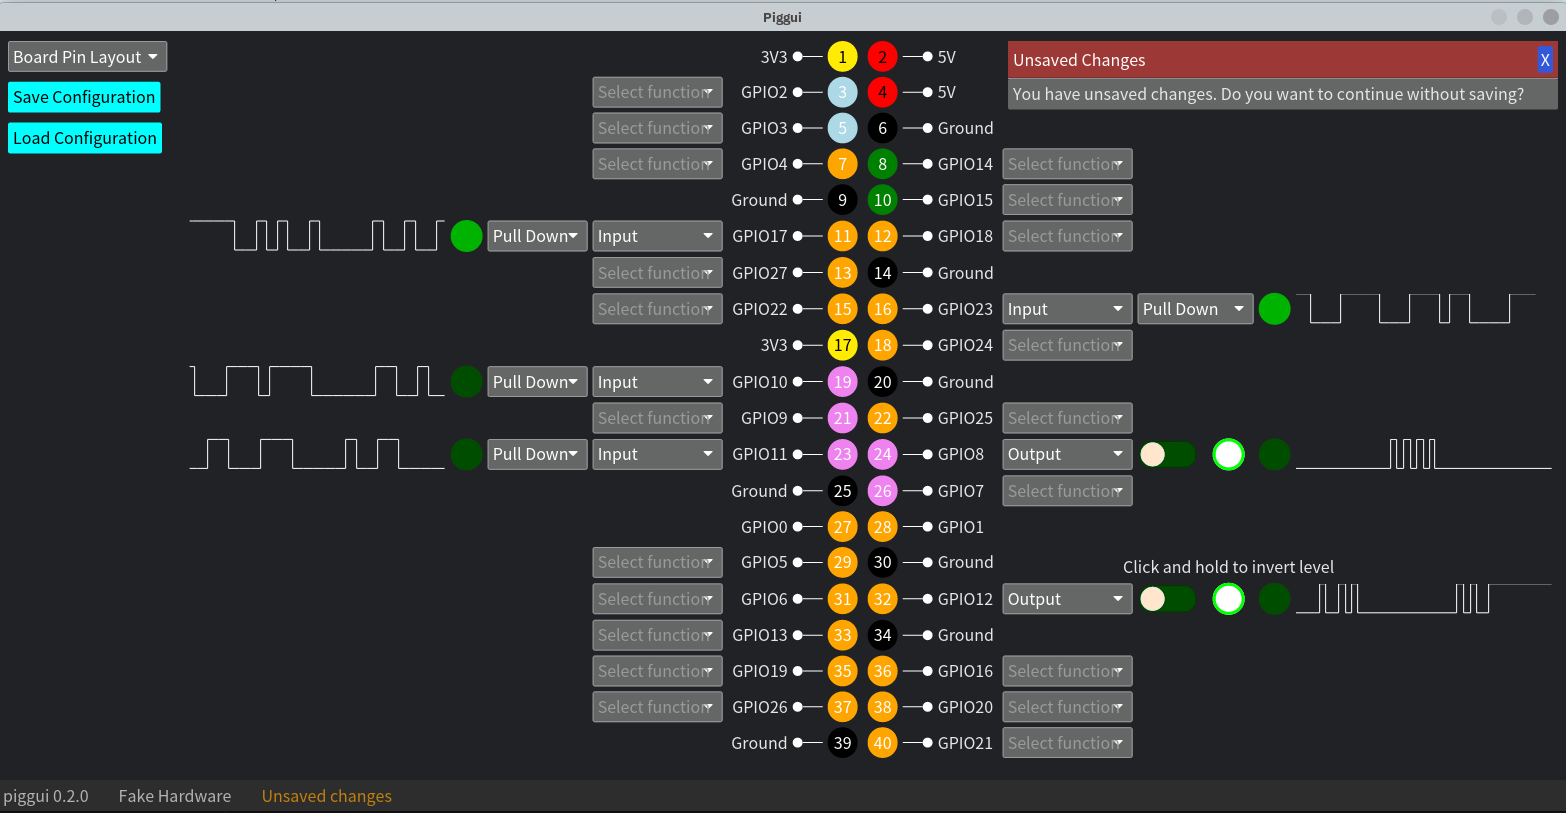 Piggui
Board Pin Layout 3V3 1 2 5V Unsaved Changes X
Save Configuration Select function GPIO2 3 4 5V You have unsaved changes. Do you want to continue without saving?
Load Configuration Select function GPIO3 5 6 Ground
Select function GPIO4 7 8 GPIO14 Select function
Ground 9 10 GPIO15 Select function
Pull Down Input GPIO17 11 12 GPIO18 Select function
Select function GPIO27 13 14 Ground
Select function GPIO22 15 16 GPIO23 Input Pull Down
3V3 17 18 GPIO24 Select function
Pull Down Input GPIO10 19 20 Ground
Select function GPIO9 21 22 GPIO25 Select function
Pull Down Input GPIO11 23 24 GPIO8 Output
Ground 25 26 GPIO7 Select function
GPIO0 27 28 GPIO1
Select function GPIO5 29 30 Ground
Click and hold to invert level
Select function GPIO6 31 32 GPIO12 Output
Select function GPIO13 33 34 Ground
Select function GPIO19 35 36 GPIO16 Select function
Select function GPIO26 37 38 GPIO20 Select function
Ground 39 40 GPIO21 Select function
piggui 0.2.0 Fake Hardware Unsaved changes